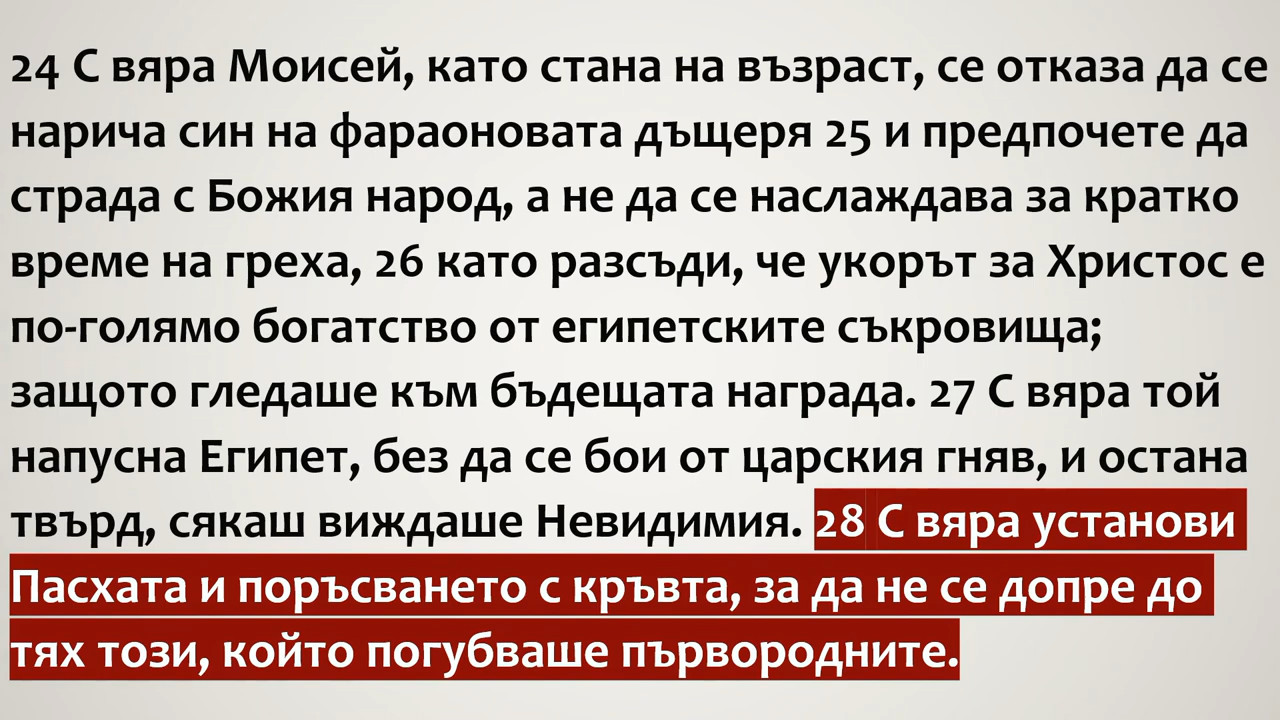 24 С вяра Моисей, като стана на възраст, се отказа да се
нарича син на фараоновата дъщеря 25 и предпочете да
страда с Божия народ, а не да се наслаждава за кратко
време на греха, 26 като разсъди, че укорът за Христос е
по-голямо богатство от египетските съкровища;
защото гледаше към бъдещата награда. 27 С вяра той
напусна Египет, без да се бои от царския гняв, и остана
твърд, сякаш виждаше Невидимия. 28 С вяра установи
Пасхата и поръсването с кръвта, за да не се допре до
тях този, който погубваше първородните.